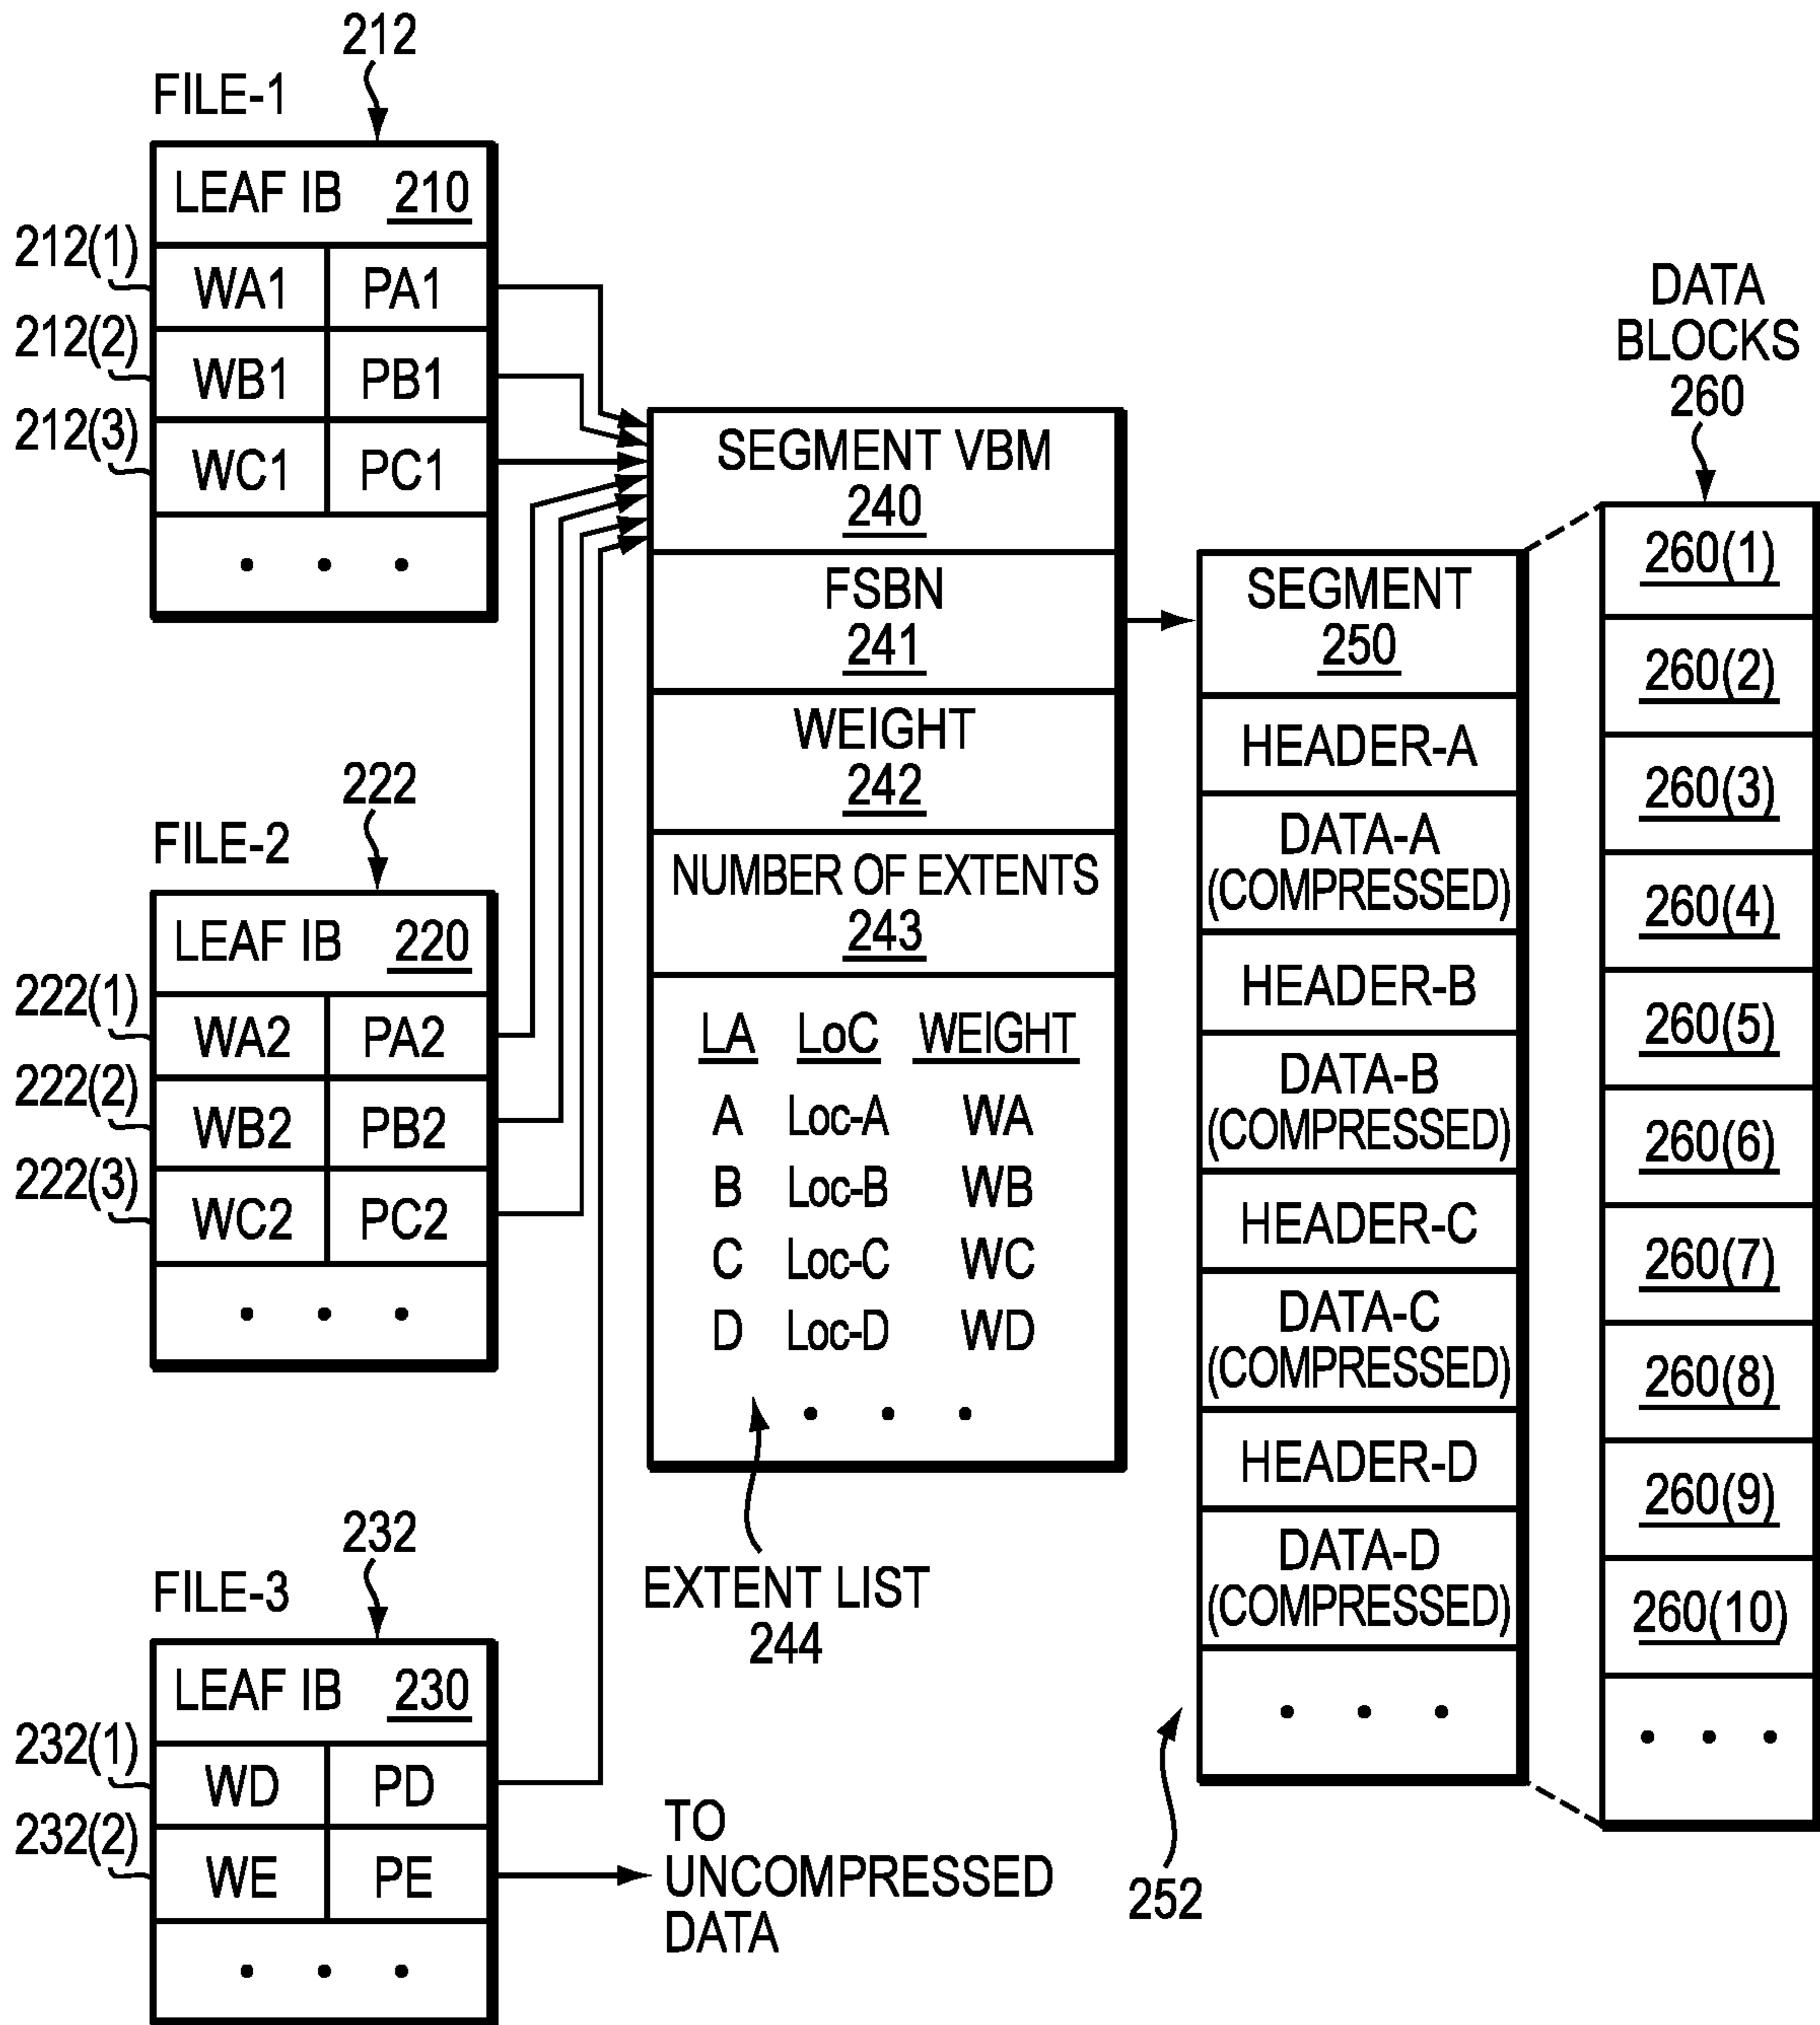 212
FILE-1
LEAF IB 210
212(1)
WA1 PA1
212(2)
WB1 PB1
212(3)
WC1 PC1
• • •
222
FILE-2
LEAF IB 220
222(1)
WA2 PA2
222(2)
WB2 PB2
222(3)
WC2 PC2
• • •
232
FILE-3
LEAF IB 230
232(1)
WD PD
232(2)
WE PE
• • •
TO
UNCOMPRESSED
DATA
SEGMENT VBM
240
FSBN
241
WEIGHT
242
NUMBER OF EXTENTS
243
LA LoC WEIGHT
A Loc-A WA
B Loc-B WB
C Loc-C WC
D Loc-D WD
• • •
EXTENT LIST
244
SEGMENT
250
HEADER-A
DATA-A
(COMPRESSED)
HEADER-B
DATA-B
(COMPRESSED)
HEADER-C
DATA-C
(COMPRESSED)
HEADER-D
DATA-D
(COMPRESSED)
• • •
252
DATA
BLOCKS
260
260(1)
260(2)
260(3)
260(4)
260(5)
260(6)
260(7)
260(8)
260(9)
260(10)
• • •